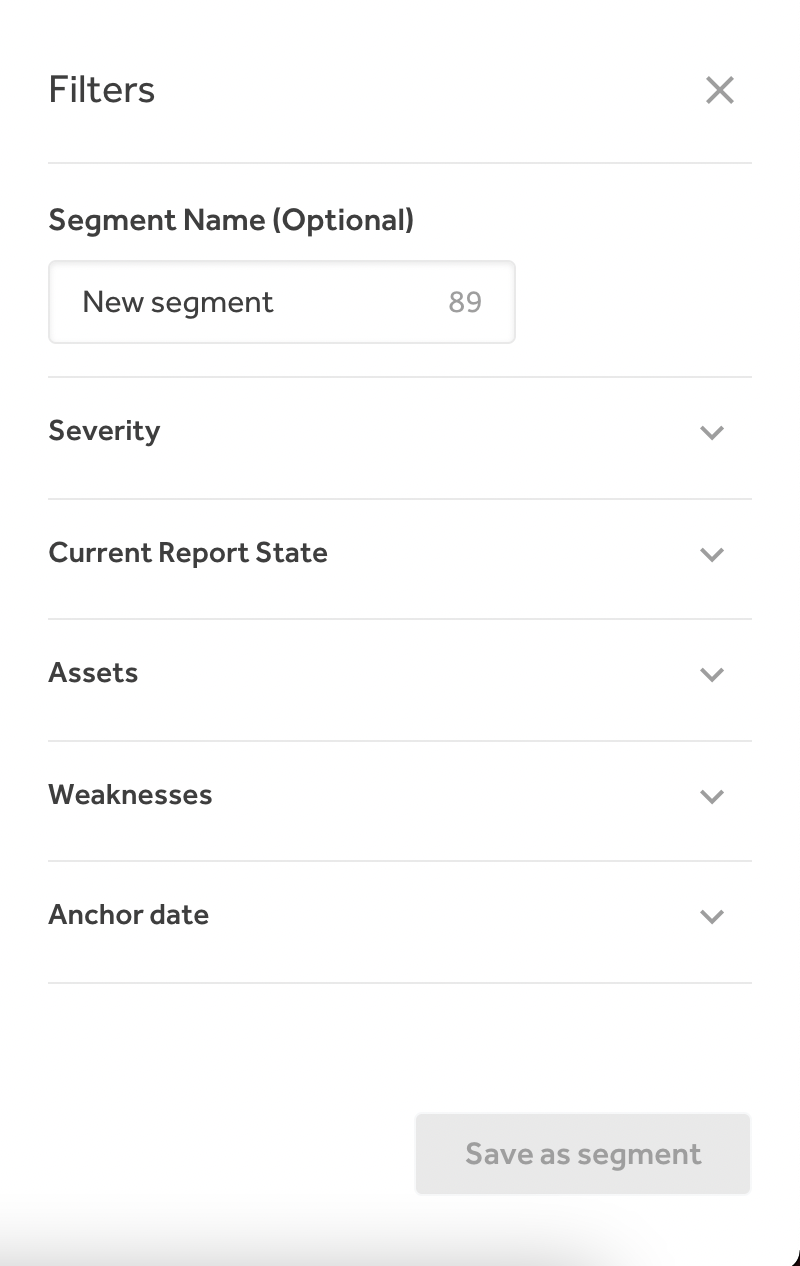 Filters
Segment Name (Optional)
New segment 89
Severity
Current Report State
Assets
Weaknesses
Anchor date
Save as segment